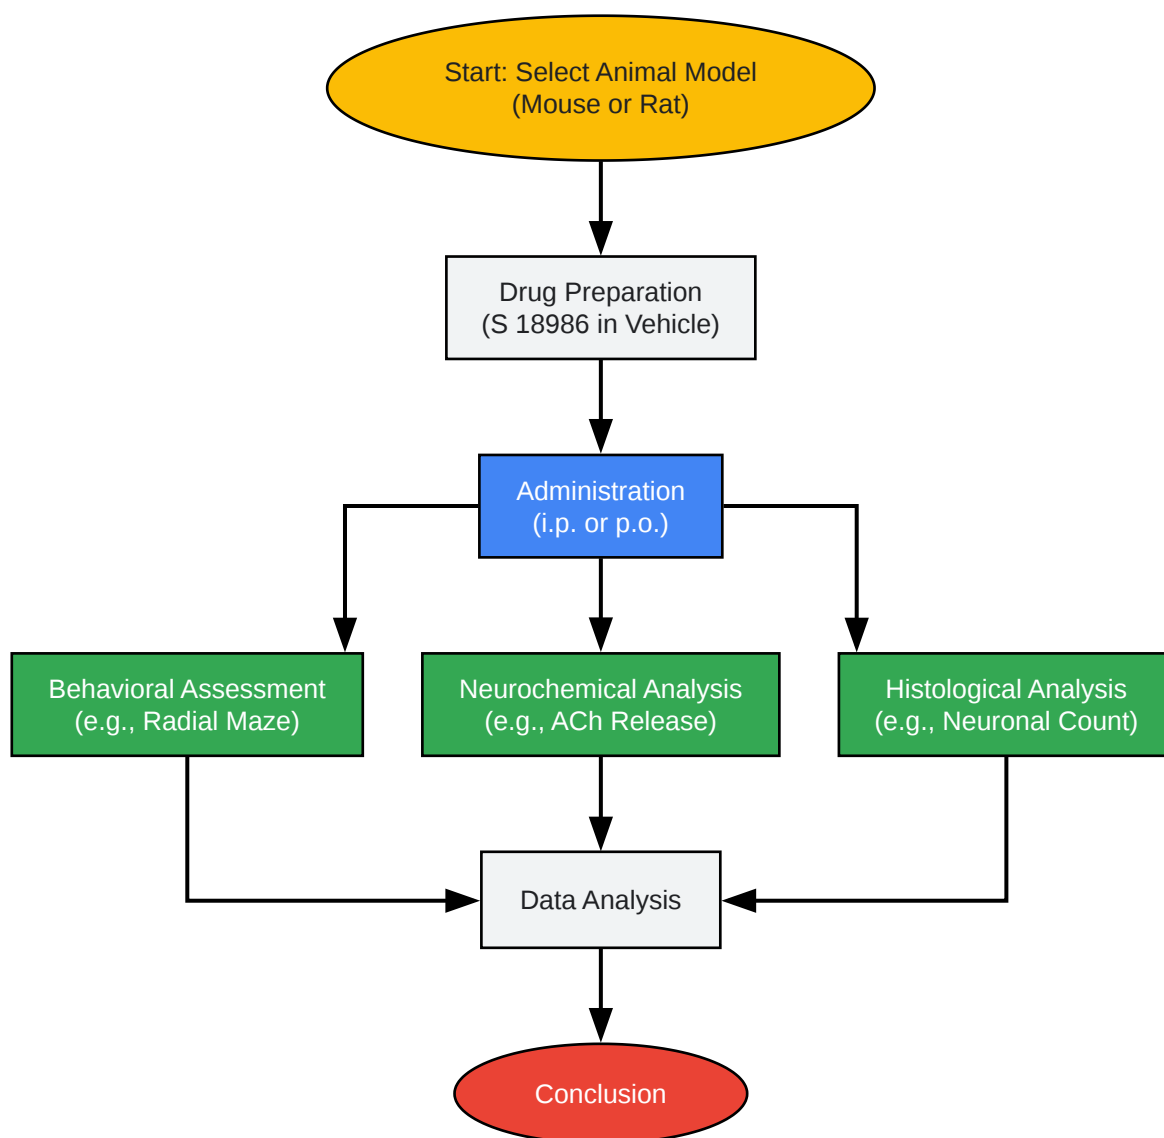 Start: Select Animal Model
(Mouse or Rat)
Drug Preparation
(S 18986 in Vehicle)
Administration
(i.p. or p.o.)
Behavioral Assessment
(e.g., Radial Maze)
Neurochemical Analysis
(e.g., ACh Release)
Histological Analysis
(e.g., Neuronal Count)
Data Analysis
Conclusion